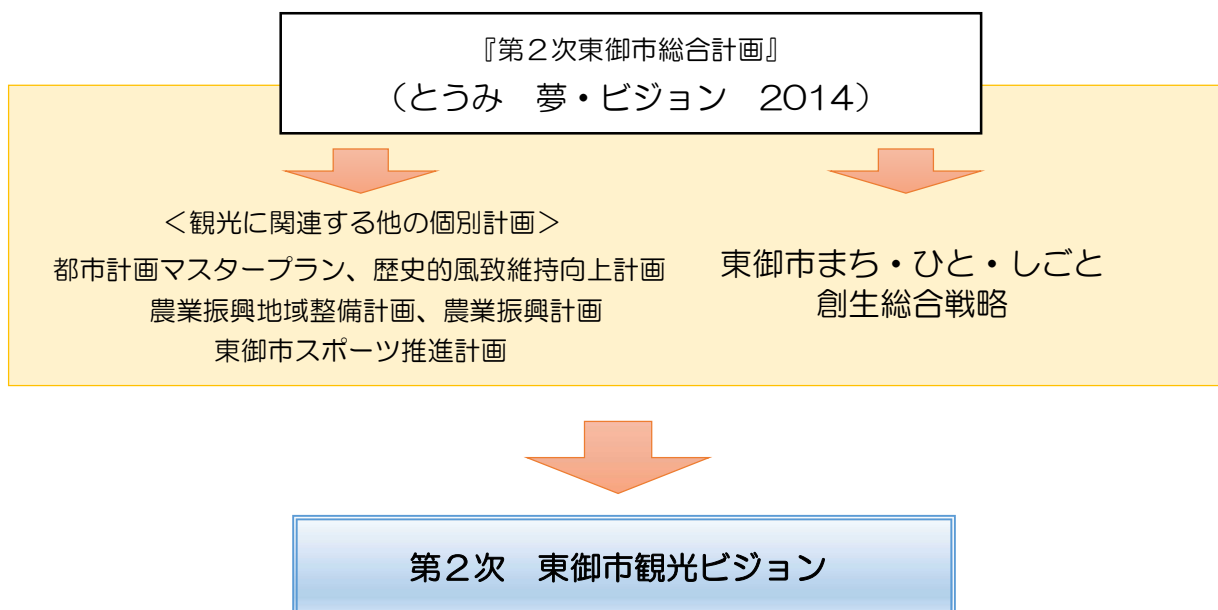 『第２次東御市総合計画』
（とうみ　夢・ビジョン　２０１４）
＜観光に関連する他の個別計画＞
都市計画マスタープラン、歴史的風致維持向上計画
農業振興地域整備計画、農業振興計画
東御市スポーツ推進計画
東御市まち・ひと・しごと
創生総合戦略
第２次　東御市観光ビジョン